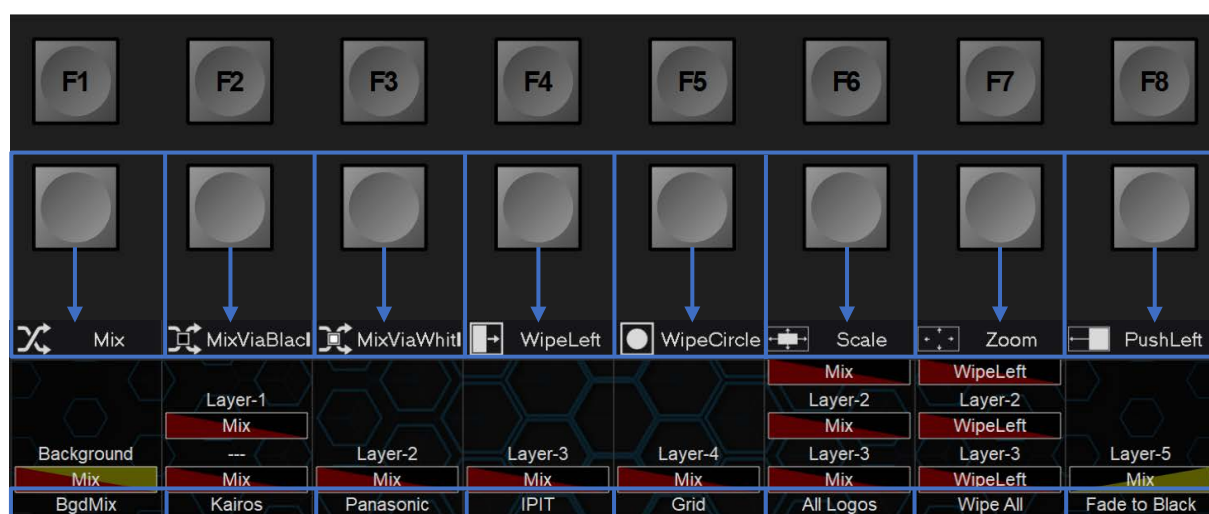 F1 F2 F3 F4 F5 F6 F7 F8
Mix MixViaBlacl MixViaWhitl WipeLeft WipeCircle Scale Zoom PushLeft
Mix WipeLeft
Layer-1 Layer-2 Layer-2
Mix Mix WipeLeft
Background --- Layer-2 Layer-3 Layer-4 Layer-3 Layer-3 Layer-5
Mix Mix Mix Mix Mix Mix WipeLeft Mix
BgdMix Kairos Panasonic IPIT Grid All Logos Wipe All Fade to Black